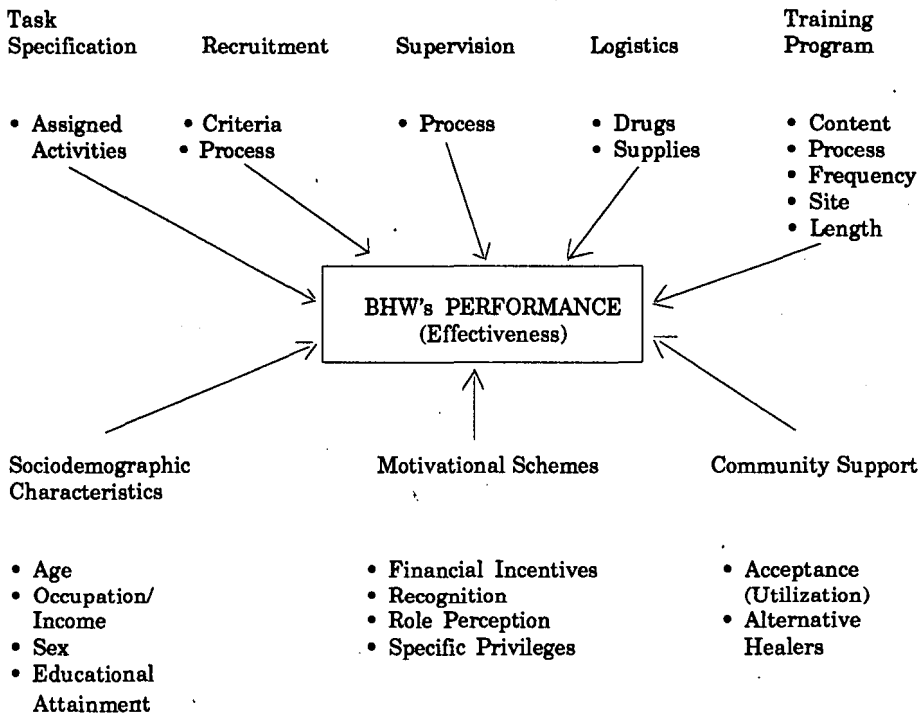 Task
Specification
Recruitment
Supervision
Logistics
Training
Program
• Assigned
Activities
• Criteria
• Process
• Process
• Drugs
• Supplies
• Content
• Process
• Frequency
• Site
• Length
BHW's PERFORMANCE
(Effectiveness)
Sociodemographic
Characteristics
Motivational Schemes
Community Support
• Age
• Occupation/
Income
• Sex
• Educational
Attainment
• Financial Incentives
• Recognition
• Role Perception
• Specific Privileges
• Acceptance
(Utilization)
• Alternative
Healers